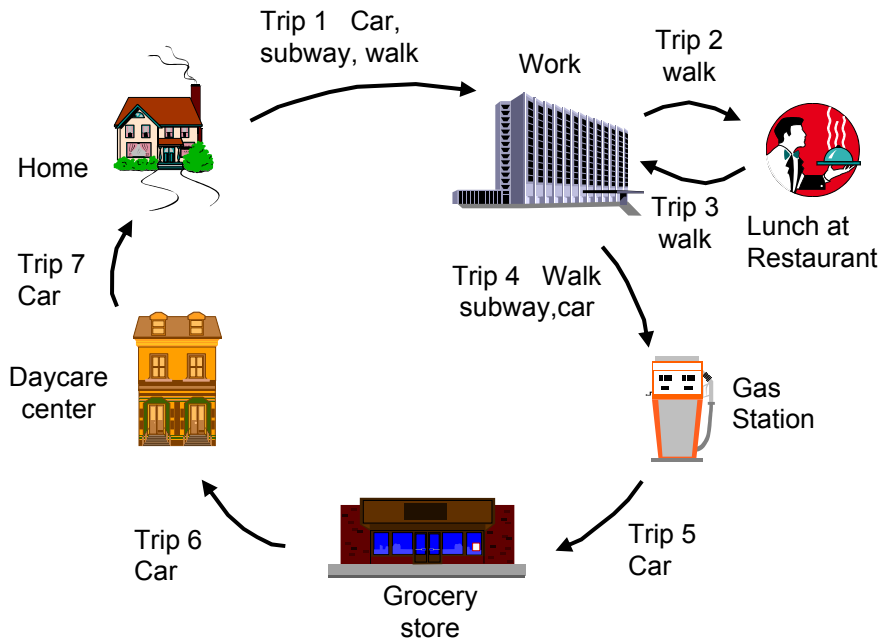 Trip 1 Car,
subway, walk
Work
Trip 2
walk
Home
Trip 3
walk
Lunch at
Restaurant
Trip 4 Walk
subway,car
Trip 7
Car
Daycare
center
Gas
Station
Trip 5
Car
Trip 6
Car
Grocery
store